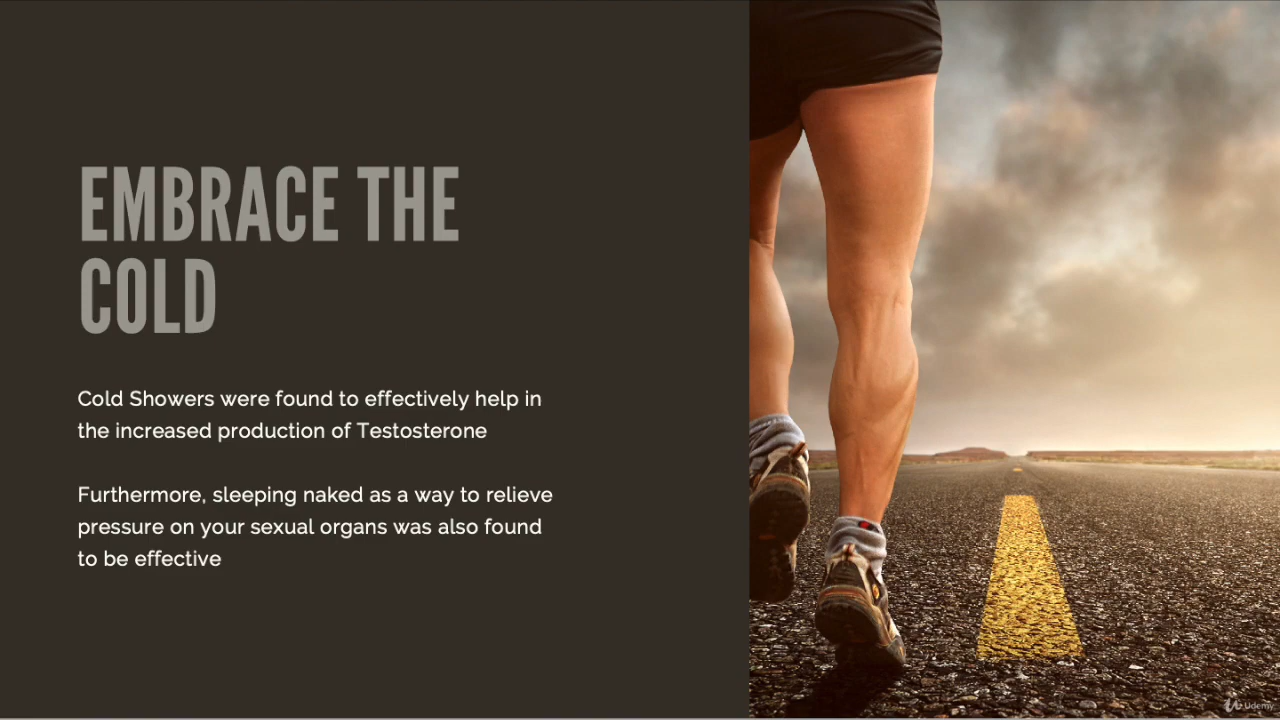 EMBRACE THE
COLD
Cold Showers were found to effectively help in
the increased production of Testosterone
Furthermore, sleeping naked as a way to relieve
pressure on your sexual organs was also found
to be effective
Udemy